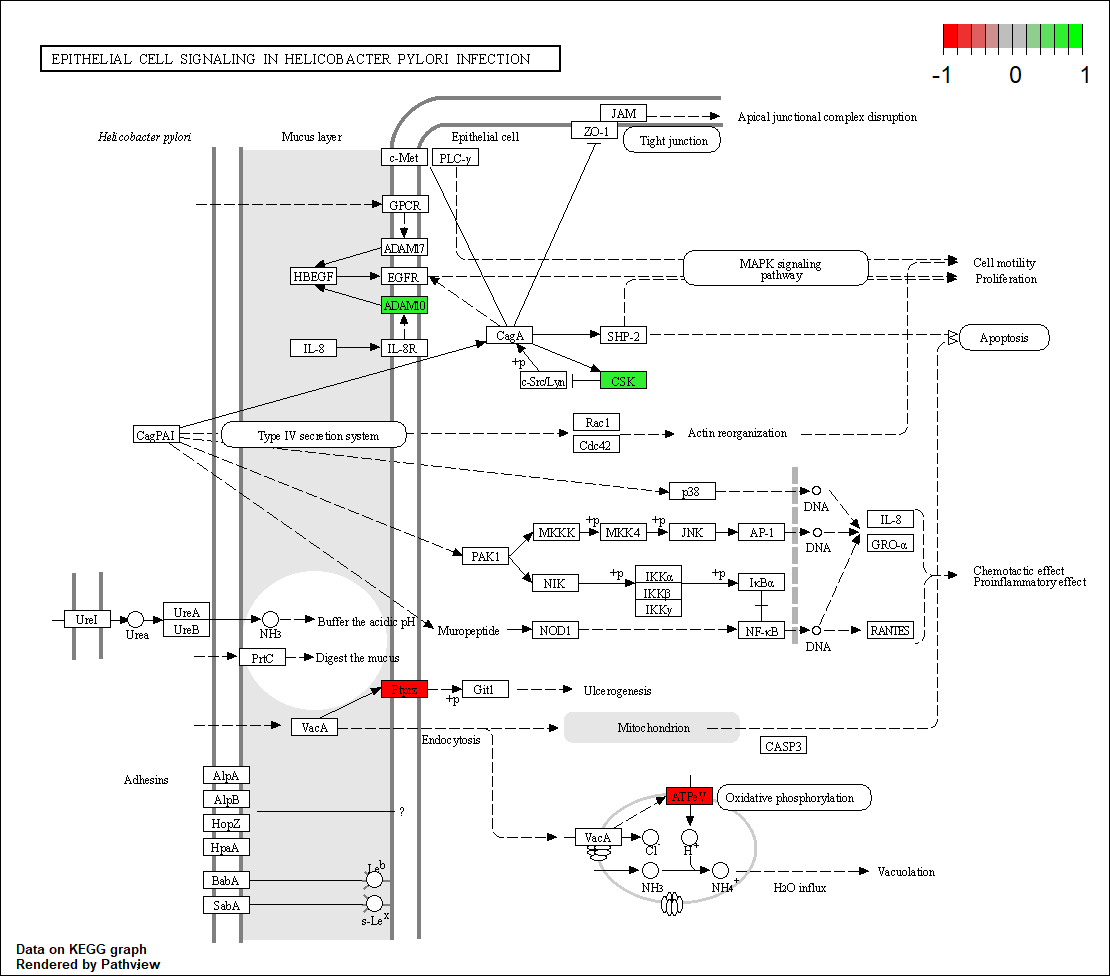 EPITHELIAL CELL SIGNALING IN HELICOBACTER PYLORI INFECTION
-1 0 1
Helicobacter pylori
Mucus layer
Epithelial cell
JAM
Apical junctional complex disruption
ZO-1
Tight junction
c-Met
PLC-γ
GPCR
ADAM17
HBEGF
EGFR
ADAM10
MAPK signaling
pathway
Cell motility
Proliferation
IL-8
IL-8R
CagA
SHP-2
Apoptosis
+p
c-Src/Lyn
CSK
CagPAI
Type IV secretion system
Rac1
Cdc42
Actin reorganization
p38
DNA
PAK1
MKKK
+p
MKK4
+p
JNK
AP-1
DNA
IL-8
GRO-α
NIK
+p
IKKα
IKKβ
IKKγ
+p
IκBα
Chemotactic effect
Proinflammatory effect
UreI
Urea
UreA
UreB
NH3
Buffer the acidic pH
Muropeptide
NOD1
NF-κB
DNA
RANTES
PrtC
Digest the mucus
Ptprz
+p
Git1
Ulcerogenesis
VacA
Endocytosis
Mitochondrion
CASP3
Adhesins
AlpA
AlpB
HopZ
HpaA
BabA
SabA
?
Le b
s-Le x
ATPeV
Oxidative phosphorylation
VacA
Cl-
H+
NH3
NH4+
H2O influx
Vacuolation
Data on KEGG graph
Rendered by Pathview